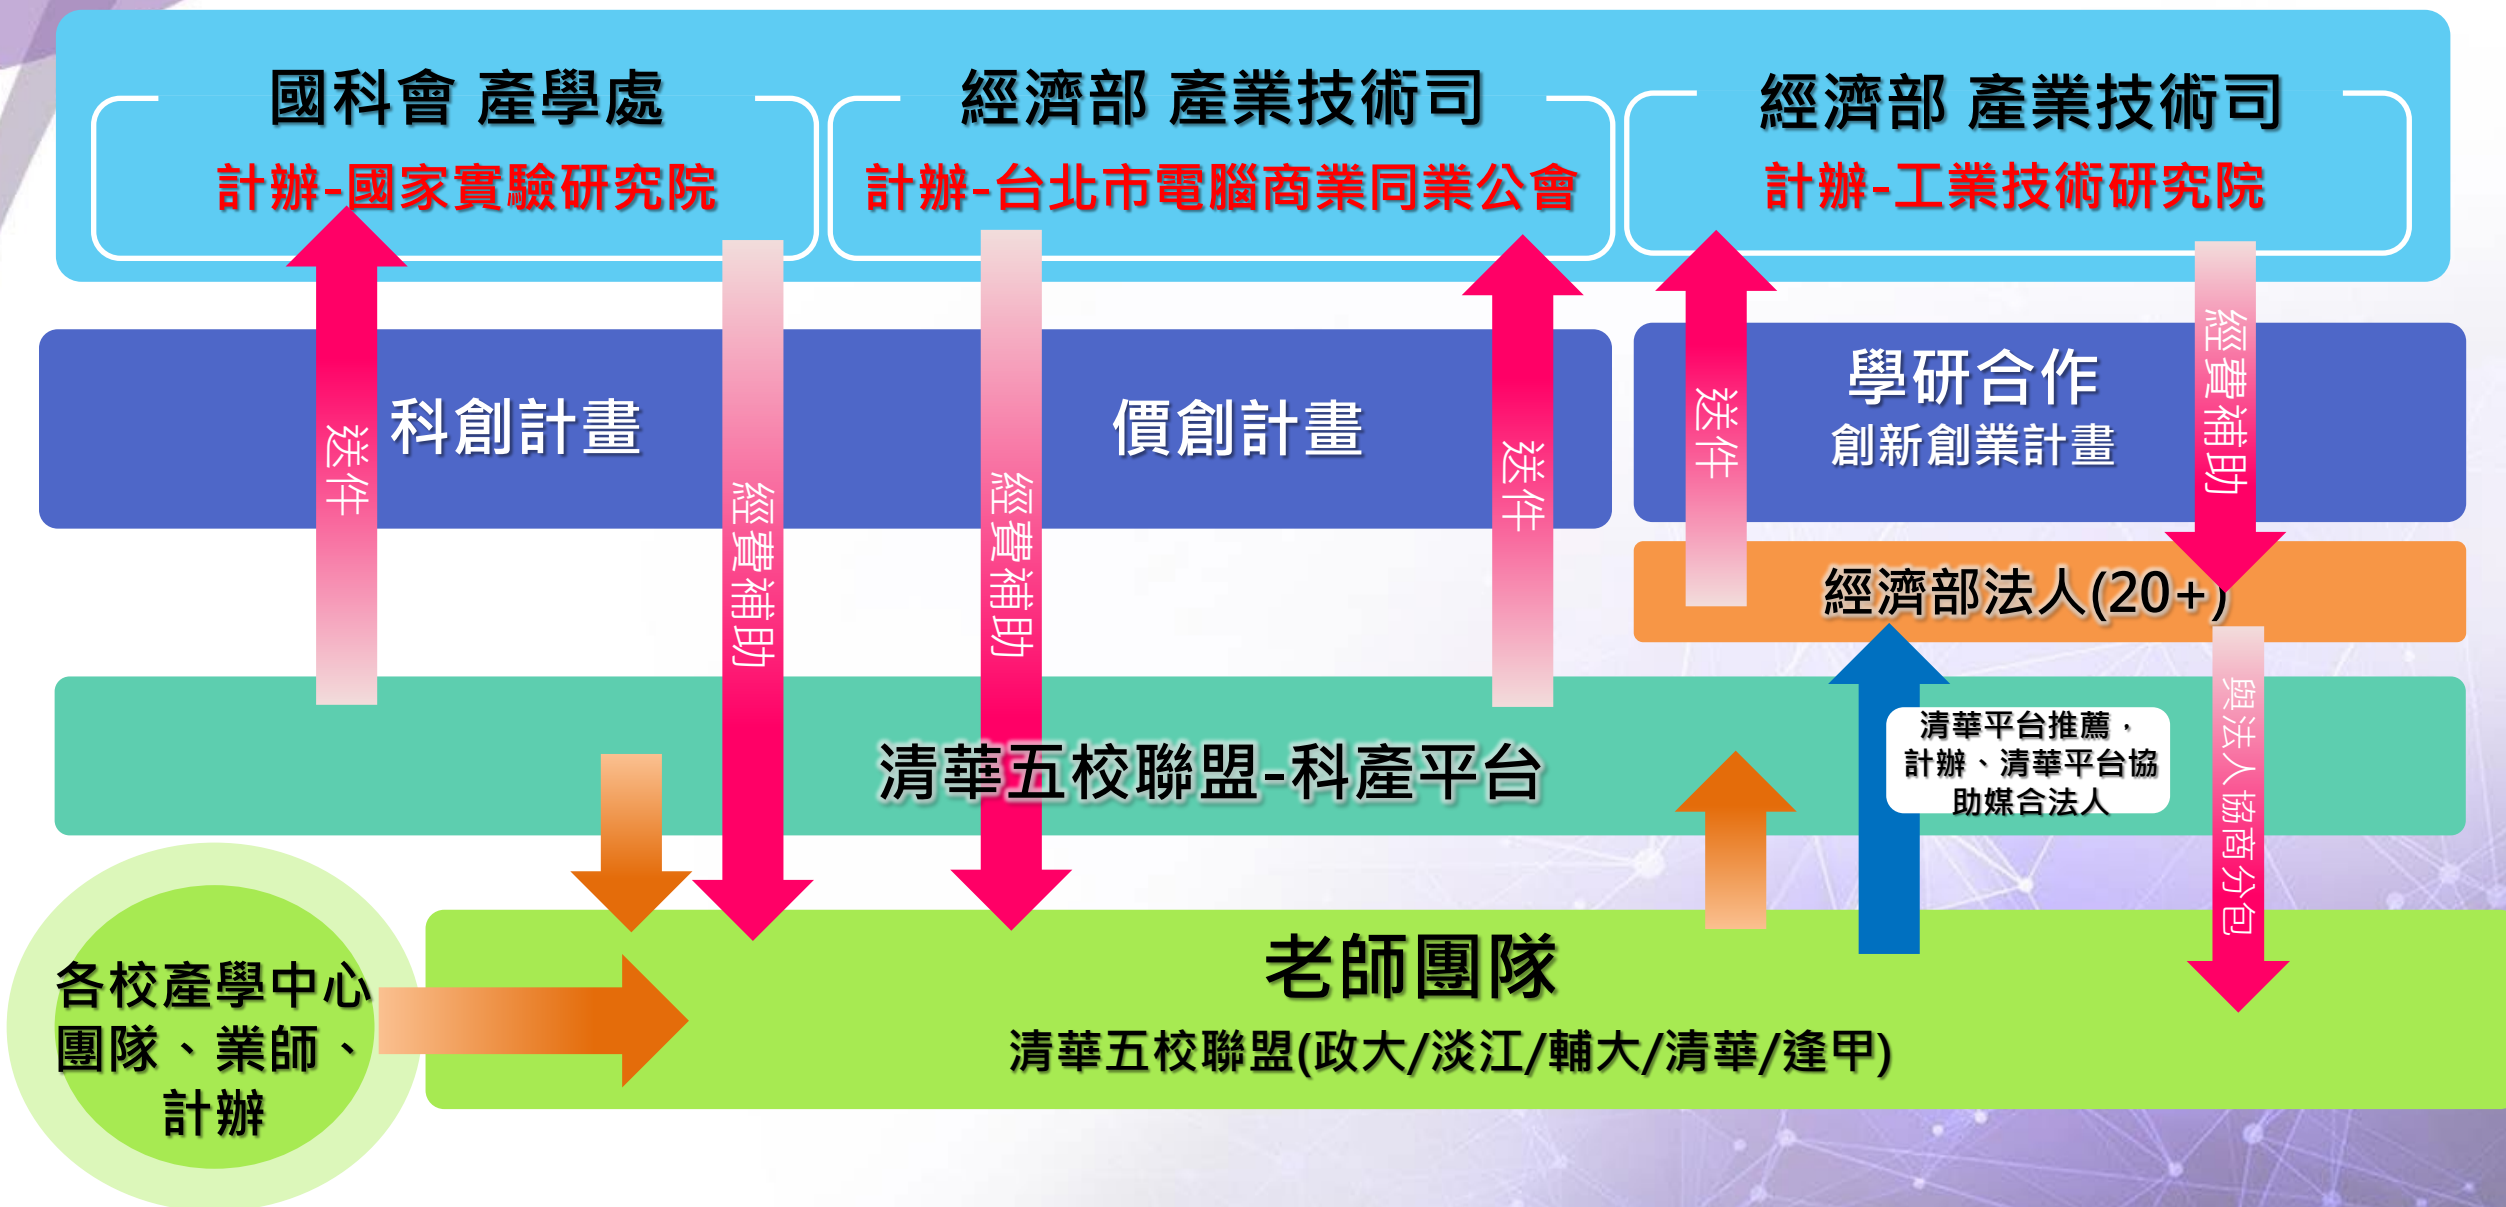 國科會 產學處
計辦-國家實驗研究院
經濟部 產業技術司
計辦-台北市電腦商業同業公會
經濟部 產業技術司
計辦-工業技術研究院
送件
科創計畫
經費補助
經費補助
價創計畫
送件
送件
學研合作
創新創業計畫
經費補助
經濟部法人(20+)
清華五校聯盟-科產平台
清華平台推薦，
計辦、清華平台協
助媒合法人
與法人協商分包
各校產學中心
團隊、業師、
計辦
老師團隊
清華五校聯盟(政大/淡江/輔大/清華/逢甲)